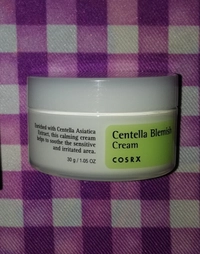 Enriched with Centella Asiatica
Extract, this calming cream
helps to soothe the sensitive
and irritated area.
30 g / 1.05 OZ
Centella Blemish
Cream
COSRX